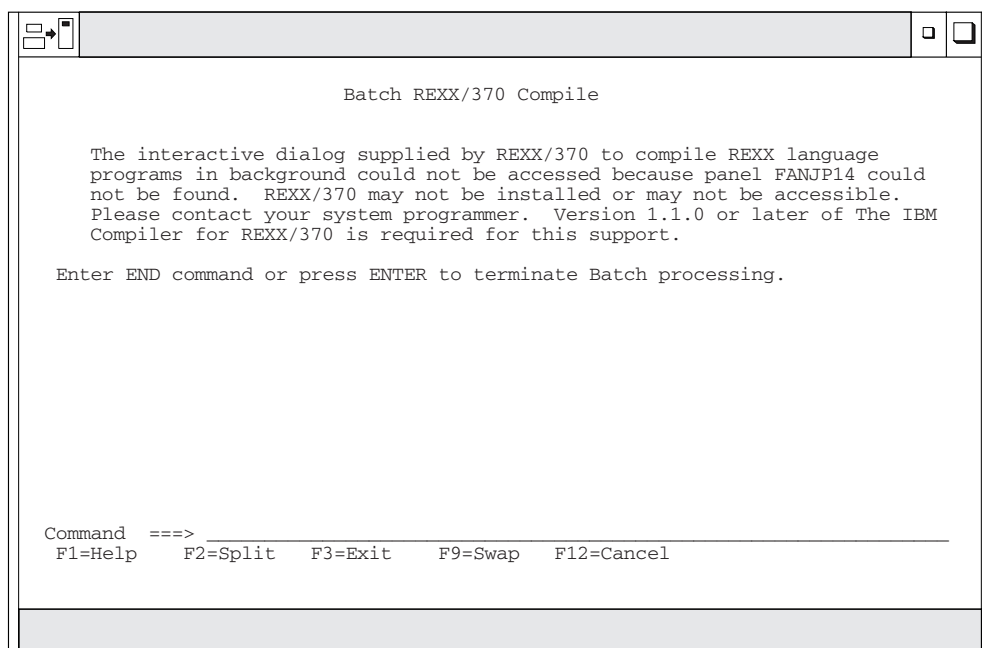 Batch REXX/370 Compile
The interactive dialog supplied by REXX/370 to compile REXX language
programs in background could not be accessed because panel FANJP14 could
not be found.  REXX/370 may not be installed or may not be accessible.
Please contact your system programmer.  Version 1.1.0 or later of The IBM
Compiler for REXX/370 is required for this support.
Enter END command or press ENTER to terminate Batch processing.
Command  ===> ________________________________________________________________
F1=Help    F2=Split   F3=Exit    F9=Swap   F12=Cancel